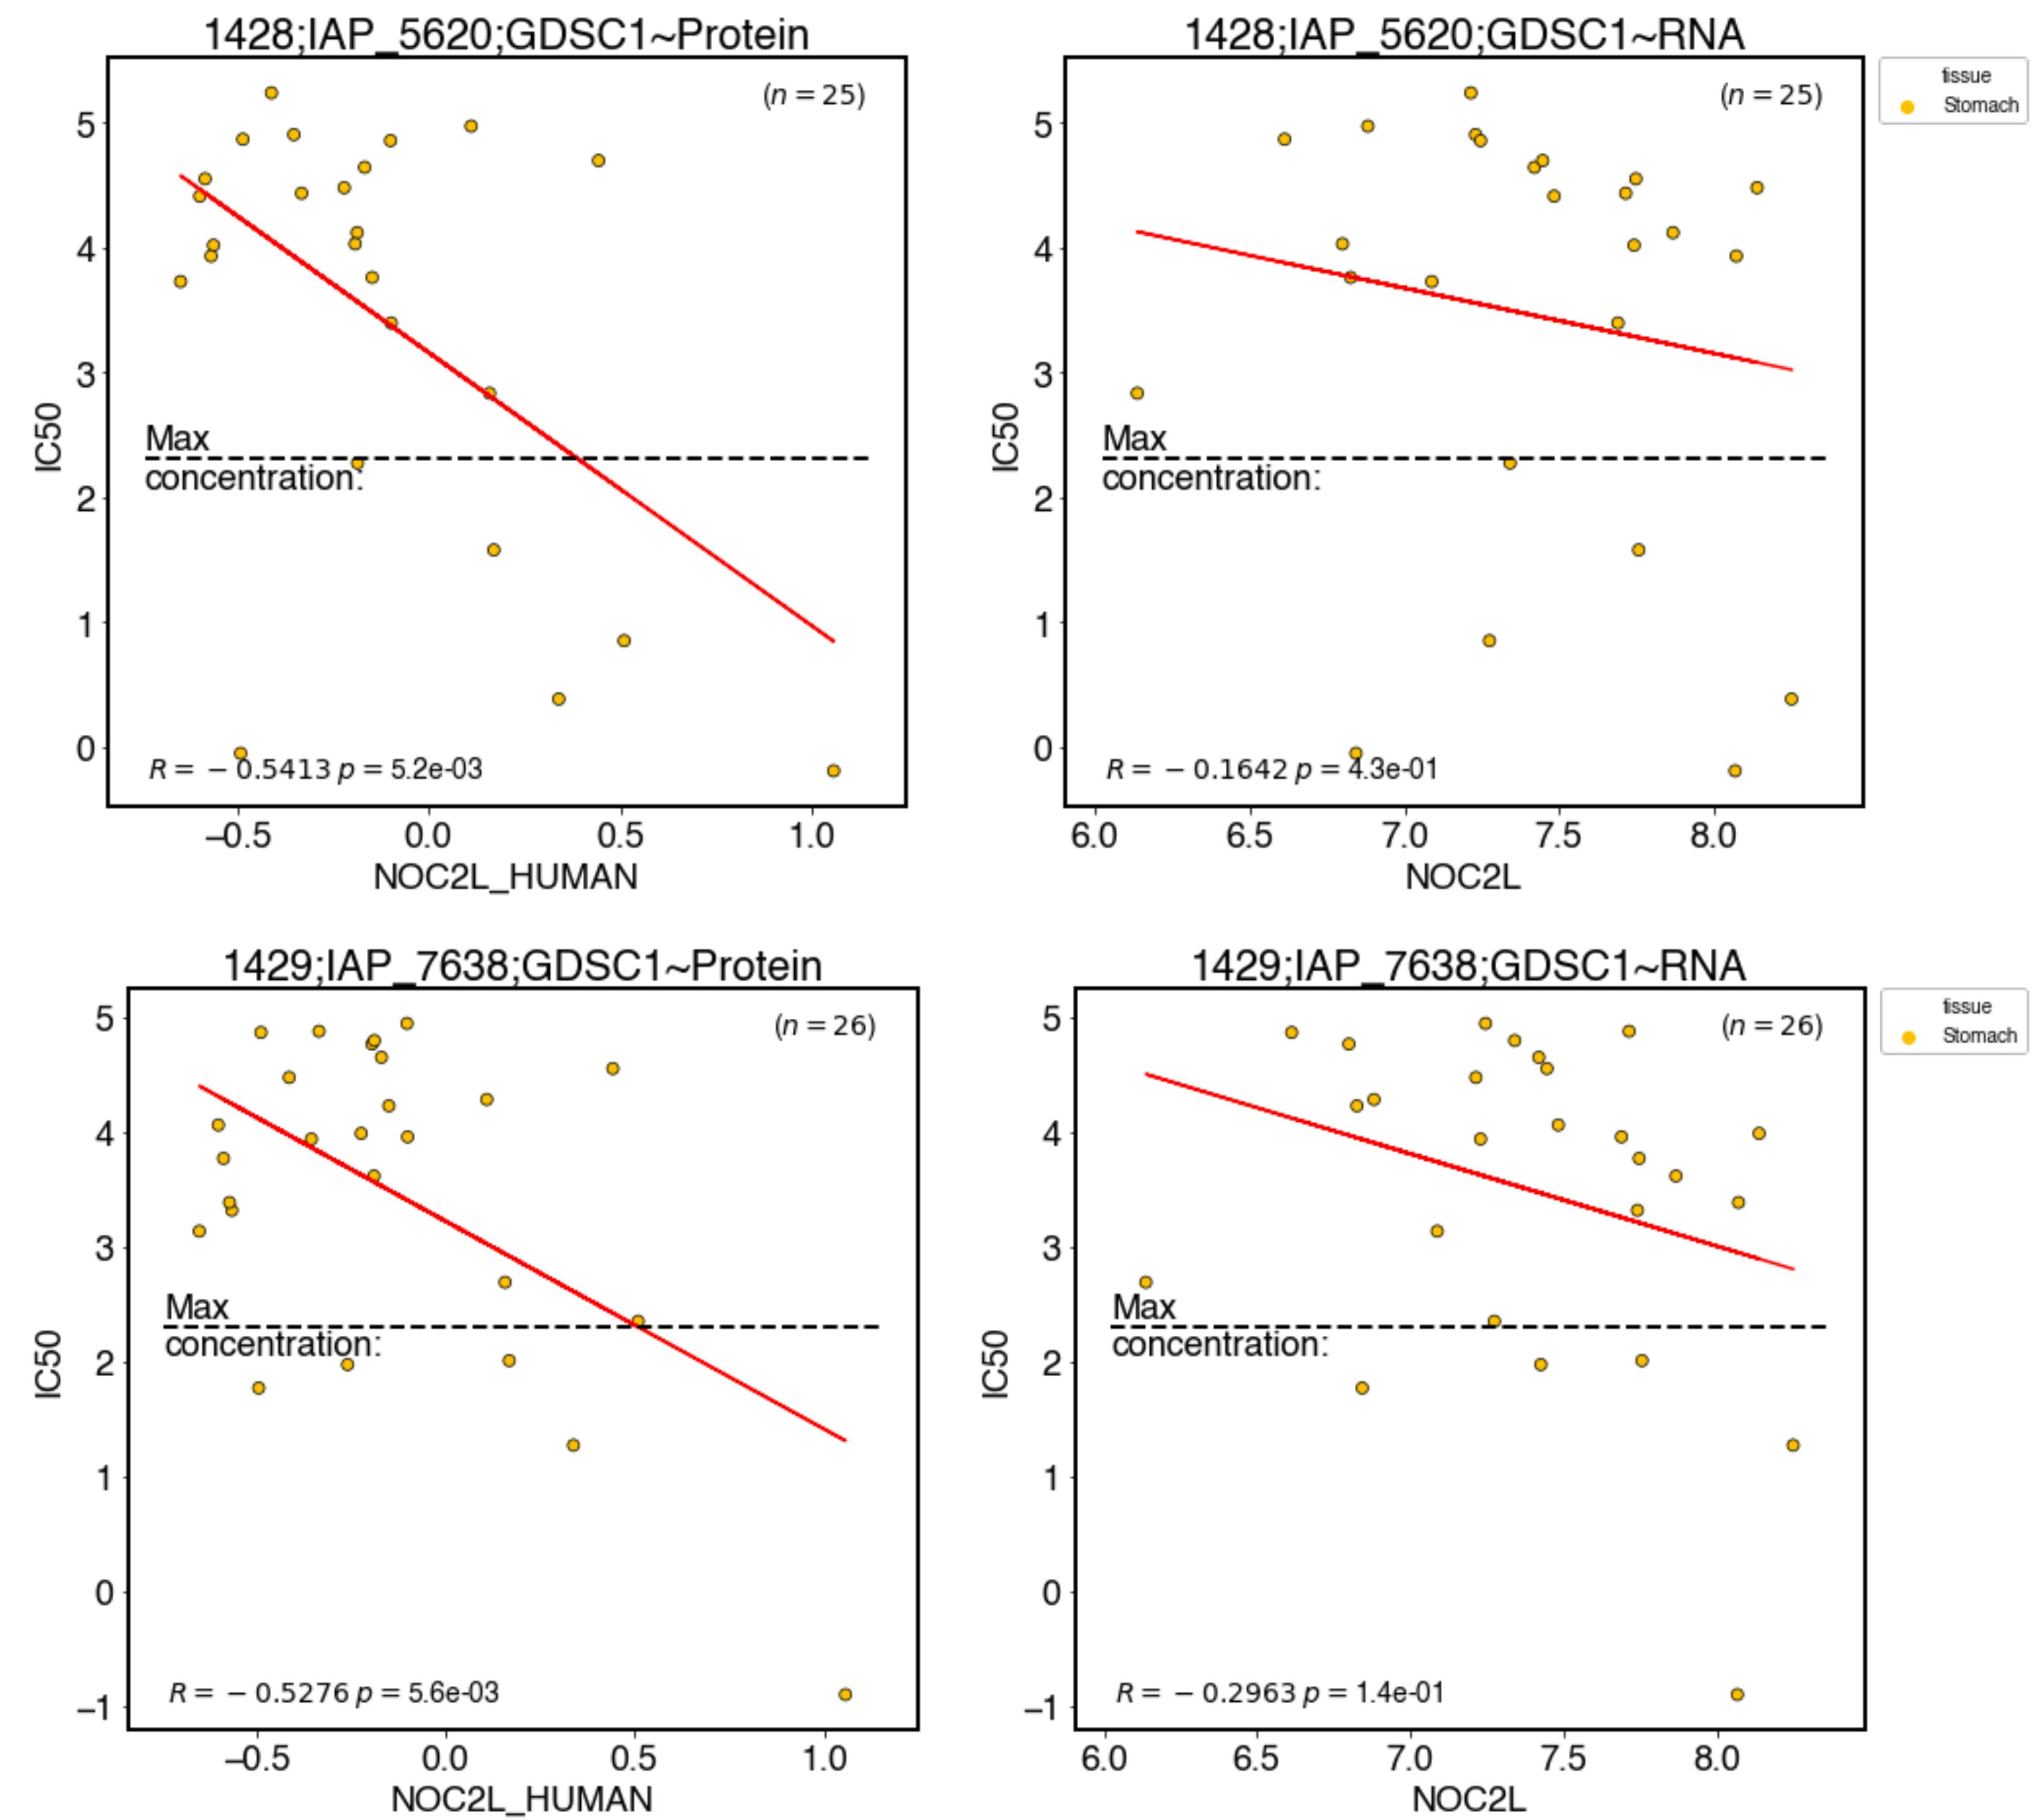 1428;IAP_5620;GDSC1~Protein
(n = 25)
5
4
3
2
1
0
IC50
Max
concentration:
R = − 0.5413 p = 5.2e-03
−0.5 0.0 0.5 1.0
NOC2L_HUMAN
1428;IAP_5620;GDSC1~RNA
(n = 25)
tissue
Stomach
5
4
3
2
1
0
IC50
Max
concentration:
R = − 0.1642 p = 4.3e-01
6.0 6.5 7.0 7.5 8.0
NOC2L
1429;IAP_7638;GDSC1~Protein
(n = 26)
5
4
3
2
1
0
−1
IC50
Max
concentration:
R = − 0.5276 p = 5.6e-03
−0.5 0.0 0.5 1.0
NOC2L_HUMAN
1429;IAP_7638;GDSC1~RNA
(n = 26)
tissue
Stomach
5
4
3
2
1
0
−1
IC50
Max
concentration:
R = − 0.2963 p = 1.4e-01
6.0 6.5 7.0 7.5 8.0
NOC2L